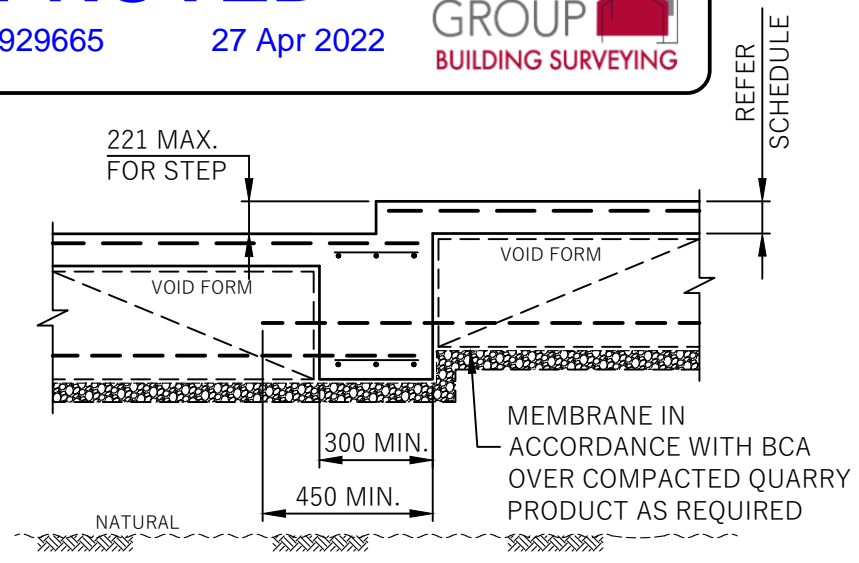 929665 27 Apr 2022
GROUP
BUILDING SURVEYING
REFER
SCHEDULE
221 MAX.
FOR STEP
VOID FORM
VOID FORM
300 MIN.
450 MIN.
MEMBRANE IN
ACCORDANCE WITH BCA
OVER COMPACTED QUARRY
PRODUCT AS REQUIRED
NATURAL